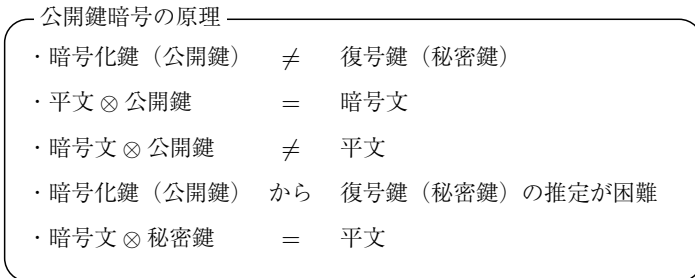 公開鍵暗号の原理
・暗号化鍵（公開鍵） ≠ 復号鍵（秘密鍵）
・平文 ⊗ 公開鍵 = 暗号文
・暗号文 ⊗ 公開鍵 ≠ 平文
・暗号化鍵（公開鍵） から 復号鍵（秘密鍵）の推定が困難
・暗号文 ⊗ 秘密鍵 = 平文